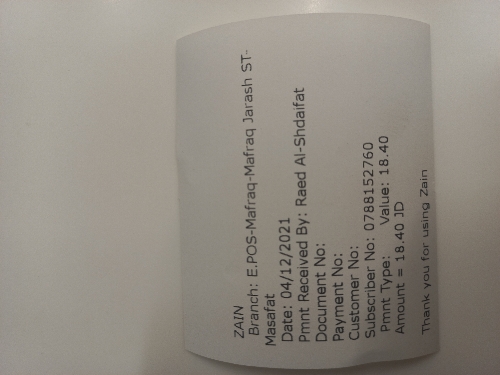 ZAIN
Branch: E.POS-Mafraq-Mafraq Jarash ST-
Masafat
Date: 04/12/2021
Pmnt Received By: Raed Al-Shdaifat
Document No:
Payment No:
Customer No:
Subscriber No: 0788152760
Pmnt Type: Value: 18.40
Amount = 18.40 JD
Thank you for using Zain